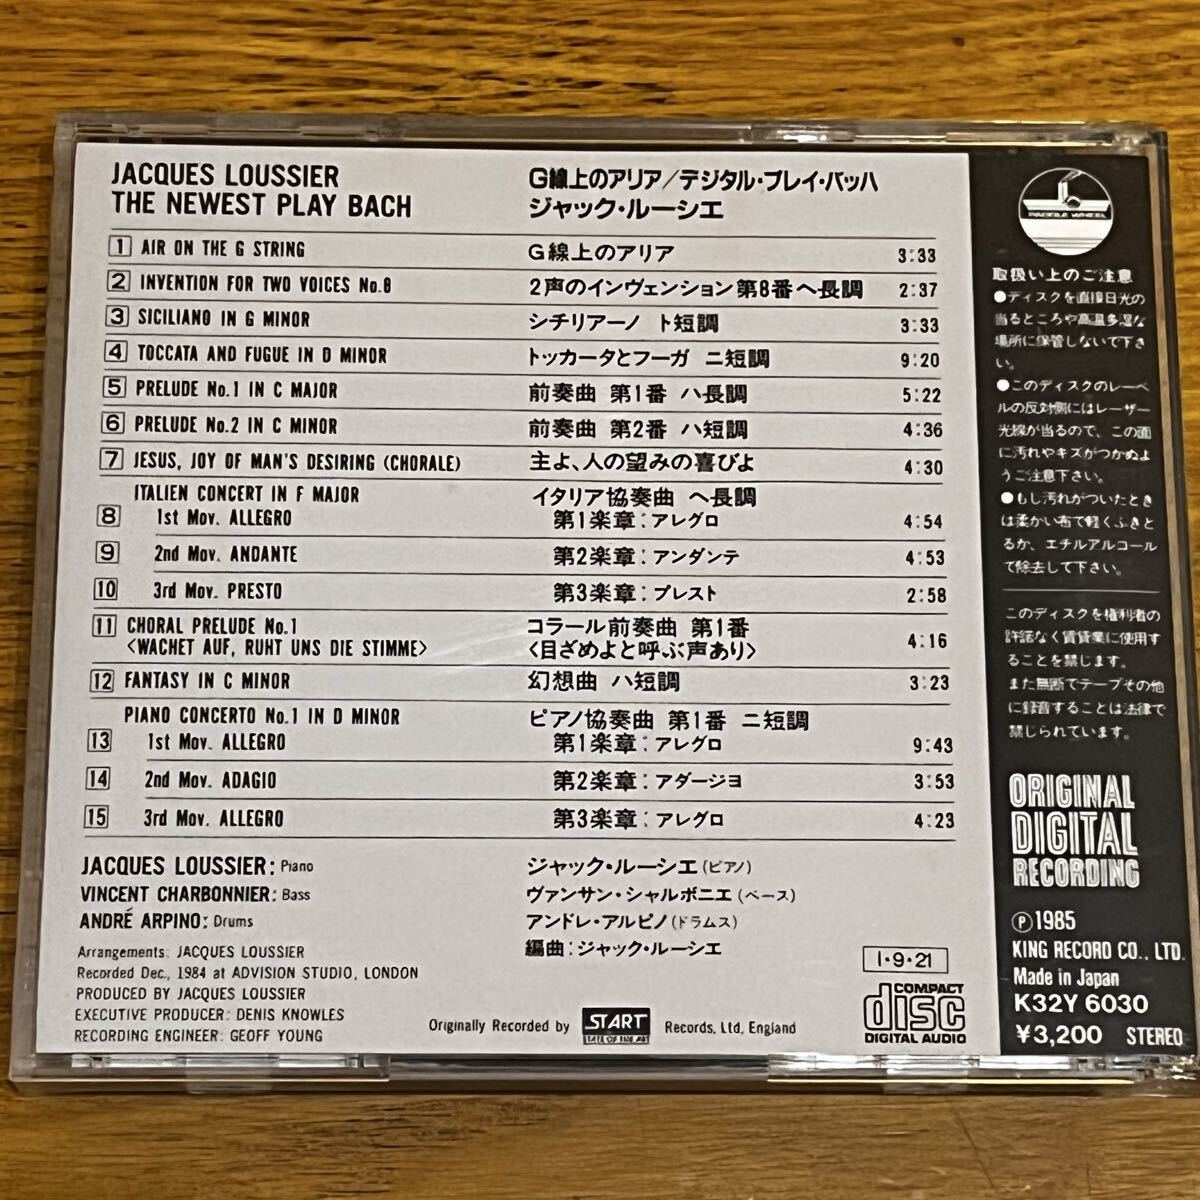 JACQUES LOUSSIER
THE NEWEST PLAY BACH
G線上のアリア/デジタル・プレイ・バッハ
ジャック・ルーシエ
1 AIR ON THE G STRING G線上のアリア 3:33
2 INVENTION FOR TWO VOICES No.8 2声のインヴェンション 第8番 ヘ長調 2:37
3 SICILIANO IN G MINOR シチリアーノ ト短調 3:33
4 TOCCATA AND FUGUE IN D MINOR トッカータとフーガ ニ短調 9:20
5 PRELUDE No.1 IN C MAJOR 前奏曲 第1番 ハ長調 5:22
6 PRELUDE No.2 IN C MINOR 前奏曲 第2番 ハ短調 4:36
7 JESUS, JOY OF MAN'S DESIRING (CHORALE) 主よ、人の望みの喜びよ 4:30
ITALIEN CONCERT IN F MAJOR イタリア協奏曲 ヘ長調
8 1st Mov. ALLEGRO 第1楽章:アレグロ 4:54
9 2nd Mov. ANDANTE 第2楽章:アンダンテ 4:53
10 3rd Mov. PRESTO 第3楽章:プレスト 2:58
11 CHORAL PRELUDE No.1 コラール前奏曲 第1番
<WACHET AUF, RUHT UNS DIE STIMME> <目ざめよと呼ぶ声あり> 4:16
12 FANTASY IN C MINOR 幻想曲 ハ短調 3:23
PIANO CONCERTO No.1 IN D MINOR ピアノ協奏曲 第1番 ニ短調
13 1st Mov. ALLEGRO 第1楽章:アレグロ 9:43
14 2nd Mov. ADAGIO 第2楽章:アダージヨ 3:53
15 3rd Mov. ALLEGRO 第3楽章:アレグロ 4:23
JACQUES LOUSSIER: Piano
VINCENT CHARBONNIER: Bass
ANDRÉ ARPINO: Drums
ジャック・ルーシエ(ピアノ)
ヴァンサン・シャルボニエ(ベース)
アンドレ・アルピノ(ドラムス)
編曲:ジャック・ルーシエ
Arrangements: JACQUES LOUSSIER
Recorded Dec., 1984 at ADVISION STUDIO, LONDON
PRODUCED BY JACQUES LOUSSIER
EXECUTIVE PRODUCER: DENIS KNOWLES
RECORDING ENGINEER: GEOFF YOUNG
Originally Recorded by START Records, Ltd, England
STATE OF THE ART
I・9・21
COMPACT
disc
DIGITAL AUDIO
PADDLE WHEEL
取扱い上のご注意
●ディスクを直接日光の
当るところや高温多湿な
場所に保管しないで下さ
い。
●このディスクのレーベ
ルの反対側にはレーザー
光線が当るので、この面
に汚れやキズがつかぬよ
うご注意下さい。
●もし汚れがついたとき
は柔かい布で軽くふきと
るか、エチルアルコール
で除去して下さい。
このディスクを権利者の
許諾なく賃貸業に使用す
ることを禁じます。
また無断でテープその他
に録音することは法律で
禁じられています。
ORIGINAL
DIGITAL
RECORDING
Ⓟ1985
KING RECORD CO., LTD.
Made in Japan
K32Y 6030
¥3,200 STEREO